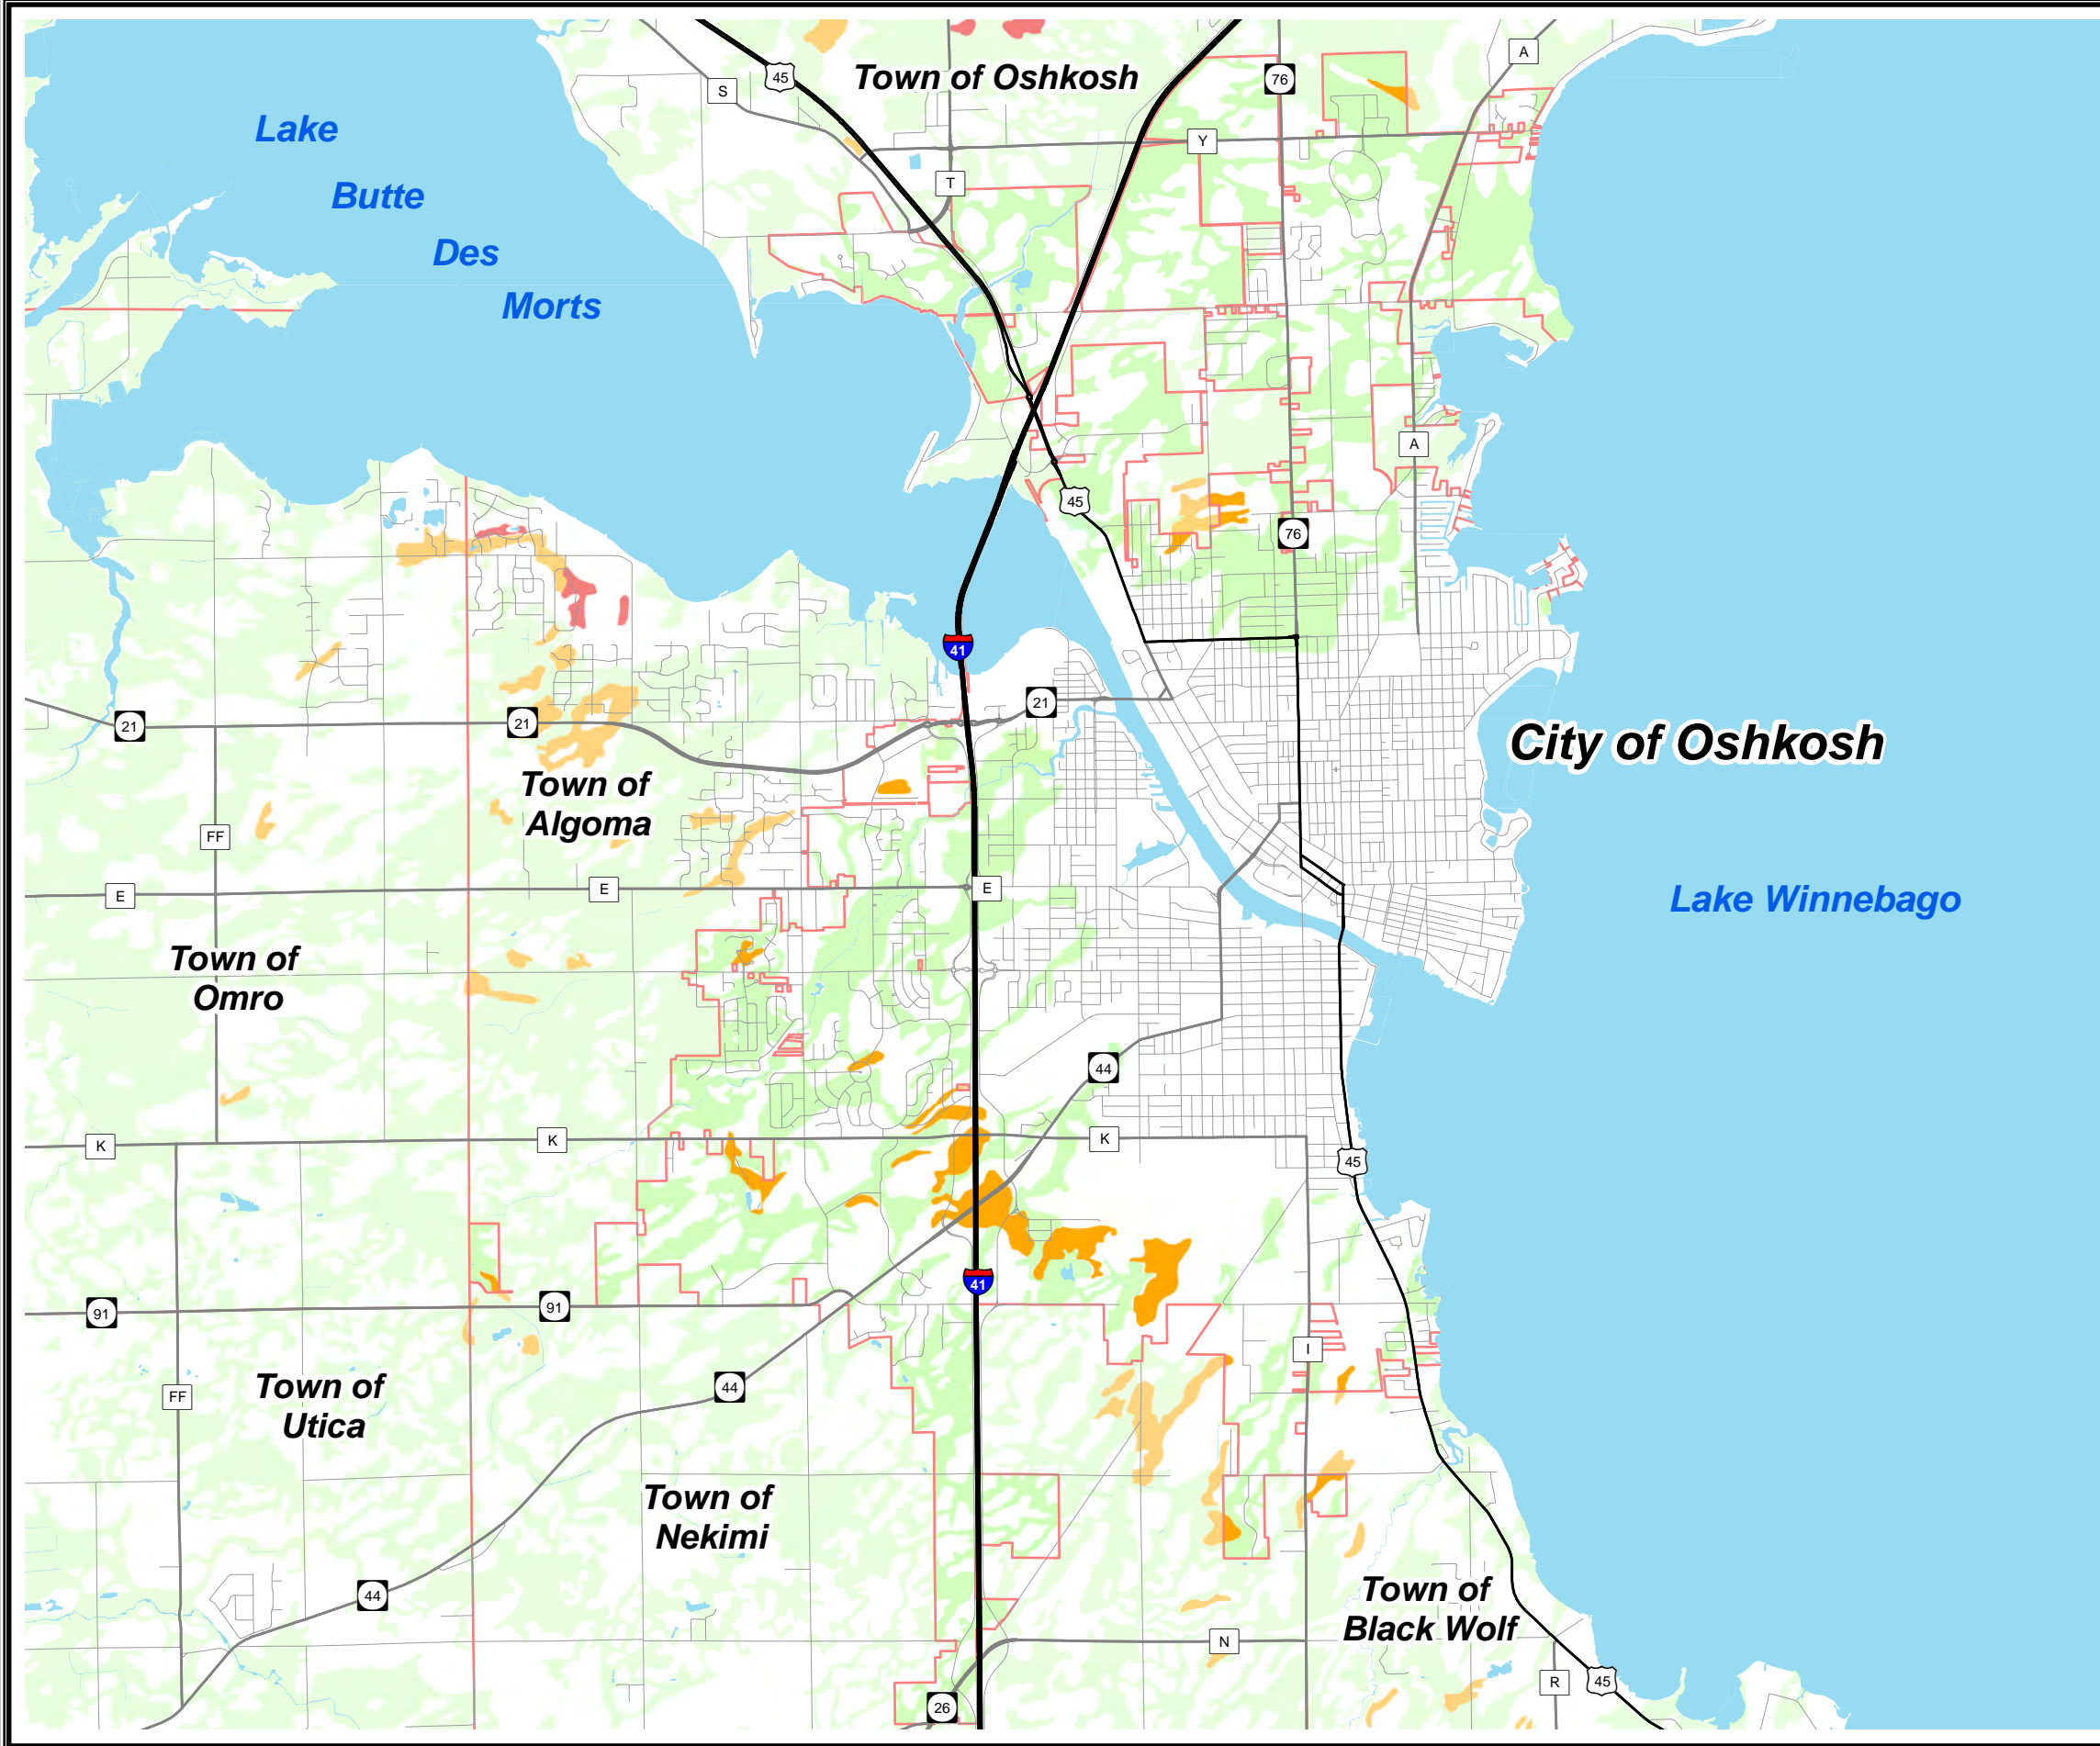 A
45
Town of Oshkosh
76
S
Lake
Y
T
Butte
Des
Morts
A
45
76
41
21
21
21
City of Oshkosh
Town of
Algoma
FF
E
E
E
Lake Winnebago
Town of
Omro
44
K
K
K
45
41
91
91
I
Town of
Utica
FF
44
Town of
Nekimi
44
Town of
Black Wolf
N
R
45
26